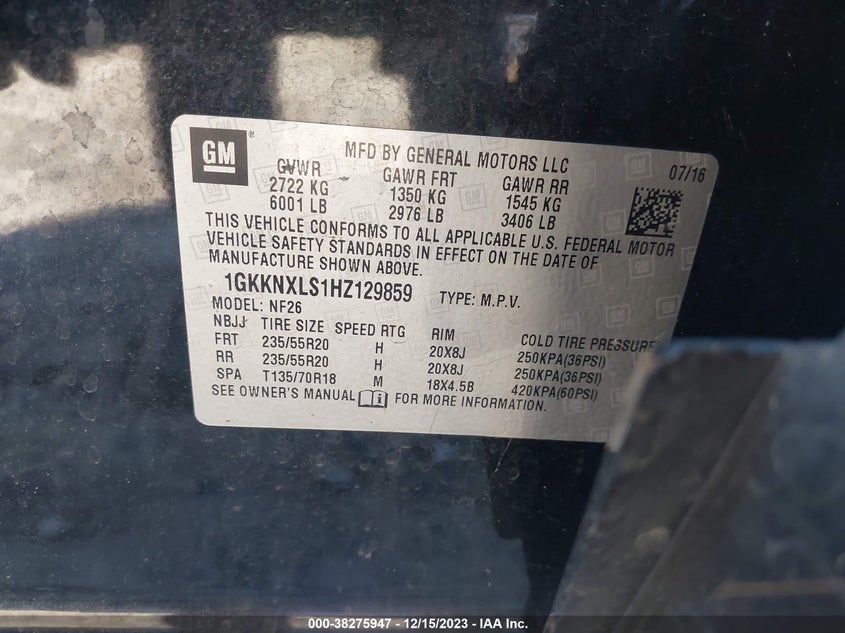 GM®
MFD BY GENERAL MOTORS LLC
07/16
GVWR GAWR FRT GAWR RR
2722 KG 1350 KG 1545 KG
6001 LB 2976 LB 3406 LB
THIS VEHICLE CONFORMS TO ALL APPLICABLE U.S. FEDERAL MOTOR
VEHICLE SAFETY STANDARDS IN EFFECT ON THE DATE OF
MANUFACTURE SHOWN ABOVE.
1GKKNXLS1HZ129859 TYPE: M.P.V.
MODEL: NF26
NBJJ TIRE SIZE SPEED RTG RIM COLD TIRE PRESSURE
FRT 235/55R20 H 20X8J 250KPA(36PSI)
RR 235/55R20 H 20X8J 250KPA(36PSI)
SPA T135/70R18 M 18X4.5B 420KPA(60PSI)
SEE OWNER'S MANUAL FOR MORE INFORMATION.
000-38275947 - 12/15/2023 - IAA Inc.